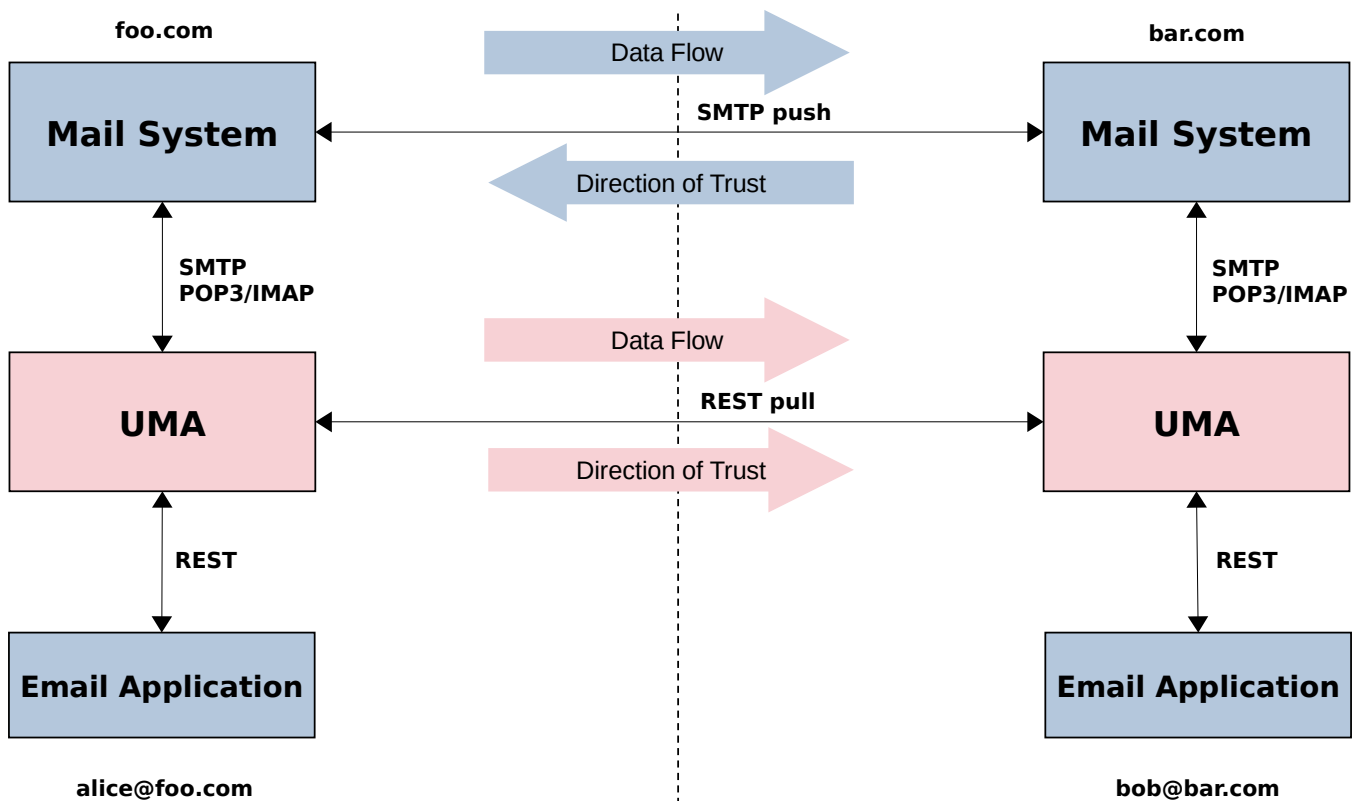 foo.com
bar.com
Data Flow
Mail System
SMTP push
Mail System
Direction of Trust
SMTP
POP3/IMAP
SMTP
POP3/IMAP
Data Flow
UMA
REST pull
UMA
Direction of Trust
REST
REST
Email Application
Email Application
alice@foo.com
bob@bar.com